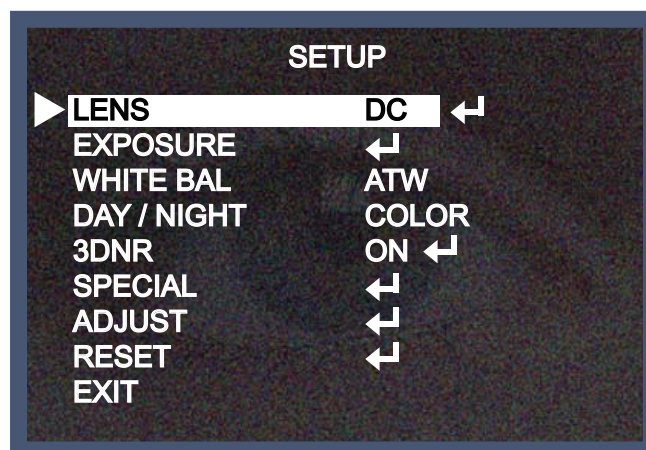 SETUP
LENS DC ↵
EXPOSURE ↵
WHITE BAL ATW
DAY / NIGHT COLOR
3DNR ON ↵
SPECIAL ↵
ADJUST ↵
RESET ↵
EXIT